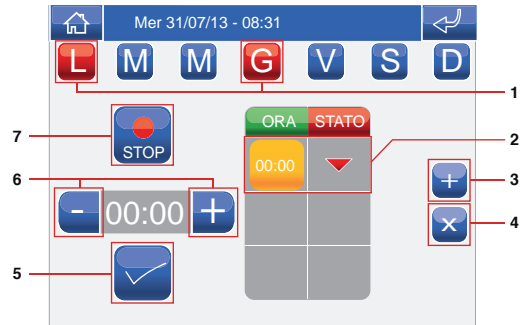 Mer 31/07/13 - 08:31
L M M G V S D
1
7
ORA STATO
2
STOP
00:00
6
3
- 00:00 +
+
x
4
5